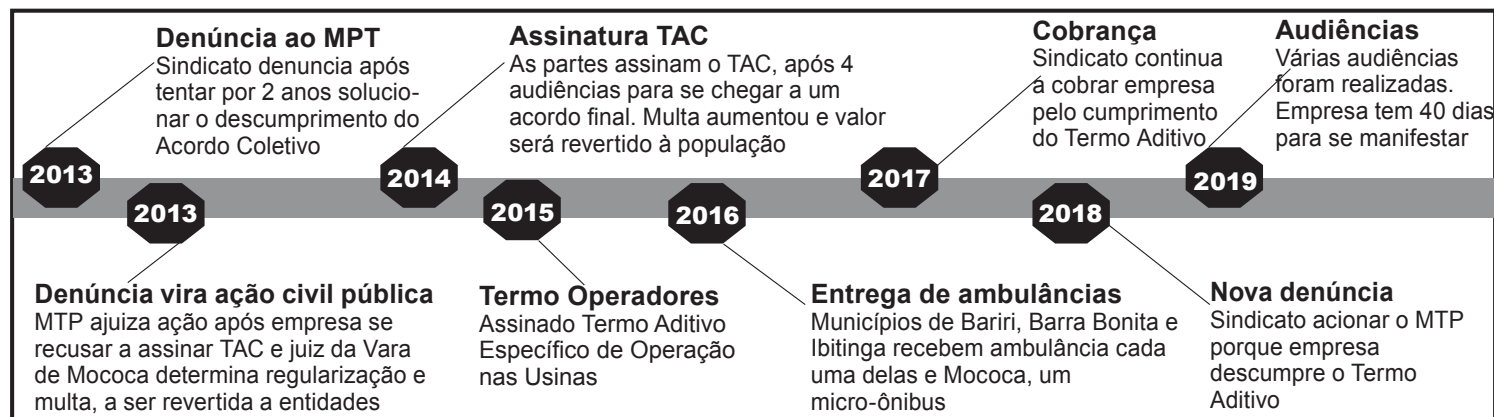 Denúncia ao MPT
Sindicato denuncia após
tentar por 2 anos solucio-
nar o descumprimento do
Acordo Coletivo
2013
2013
Denúncia vira ação civil pública
MTP ajuiza ação após empresa se
recusar a assinar TAC e juiz da Vara
de Mococa determina regularização e
multa, a ser revertida a entidades
Assinatura TAC
As partes assinam o TAC, após 4
audiências para se chegar a um
acordo final. Multa aumentou e valor
será revertido à população
2014
2015
Termo Operadores
Assinado Termo Aditivo
Específico de Operação
nas Usinas
2016
Entrega de ambulâncias
Municípios de Bariri, Barra Bonita e
Ibitinga recebem ambulância cada
uma delas e Mococa, um
micro-ônibus
Cobrança
Sindicato continua
a cobrar empresa
pelo cumprimento
do Termo Aditivo
2017
2018
Nova denúncia
Sindicato acionar o MTP
porque empresa
descumpre o Termo
Aditivo
Audiências
Várias audiências
foram realizadas.
Empresa tem 40 dias
para se manifestar
2019